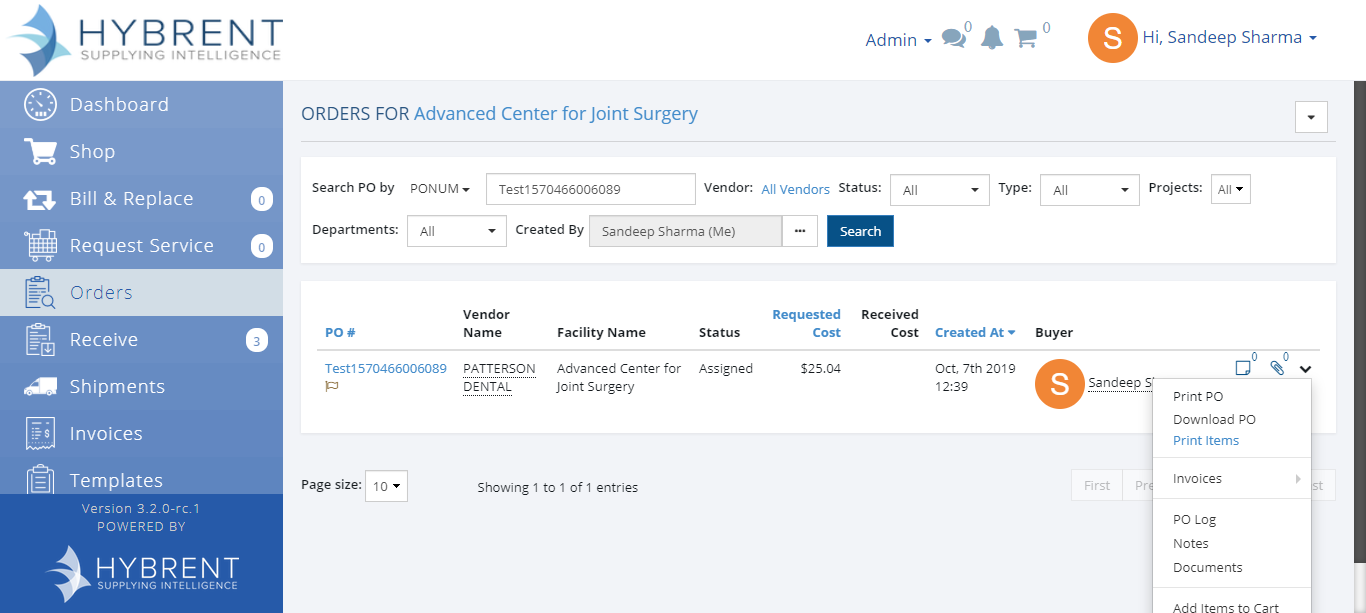 HYBRENT
SUPPLYING INTELLIGENCE
Admin
0
0
S
Hi, Sandeep Sharma
Dashboard
Shop
Bill & Replace 0
Request Service 0
Orders
Receive 3
Shipments
Invoices
Templates
Version 3.2.0-rc.1
POWERED BY
HYBRENT
SUPPLYING INTELLIGENCE
ORDERS FOR Advanced Center for Joint Surgery
Search PO by PONUM Test1570466006089 Vendor: All Vendors Status: All Type: All Projects: All
Departments: All Created By Sandeep Sharma (Me) ... Search
PO # Vendor Name Facility Name Status Requested Cost Received Cost Created At Buyer
Test1570466006089 PATTERSON DENTAL Advanced Center for Joint Surgery Assigned $25.04 Oct, 7th 2019 12:39 S Sandeep 0 0
Print PO
Download PO
Print Items
Invoices
PO Log
Notes
Documents
Add Items to Cart
Page size: 10 Showing 1 to 1 of 1 entries First